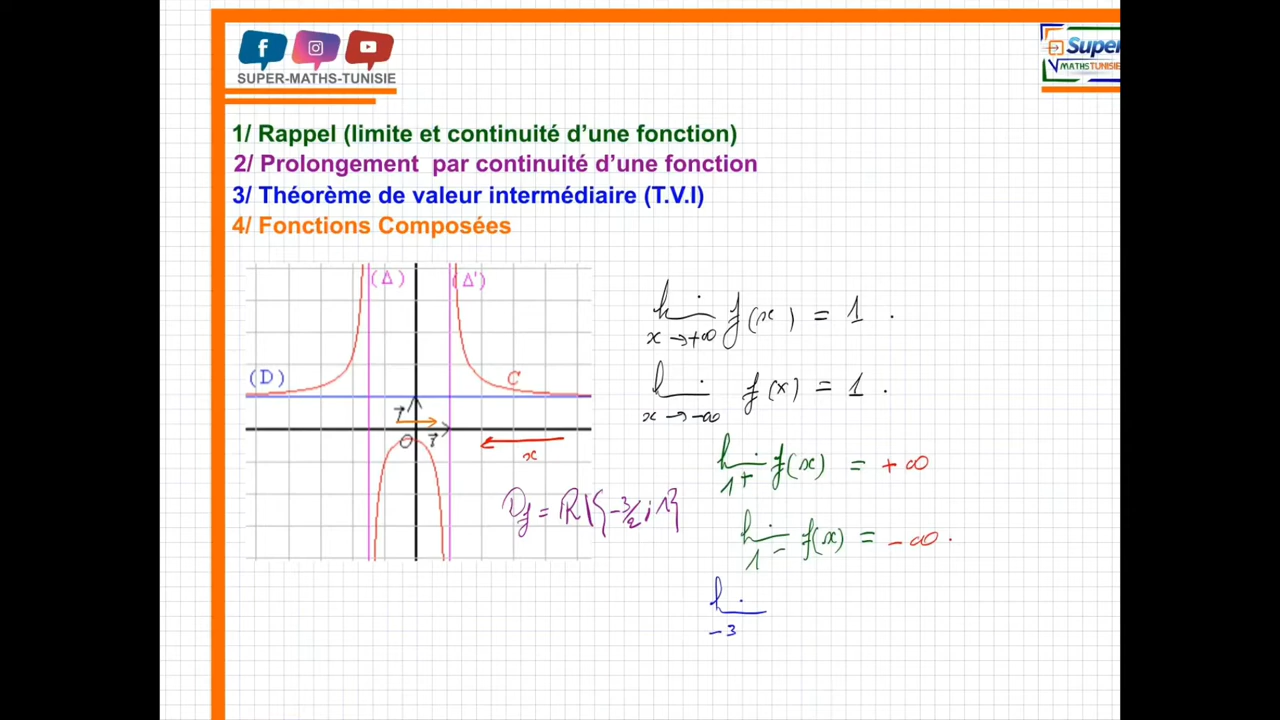 SUPER-MATHS-TUNISIE
Super
MATHSTUNISIE
1/ Rappel (limite et continuité d’une fonction)
2/ Prolongement par continuité d’une fonction
3/ Théorème de valeur intermédiaire (T.V.I)
4/ Fonctions Composées
(Δ) (Δ')
(D) C
O
x
Df = ℝ\{-3/2; 1}
lim x→+∞ f(x) = 1.
lim x→-∞ f(x) = 1.
lim 1+ f(x) = +∞
lim 1- f(x) = -∞.
lim -3